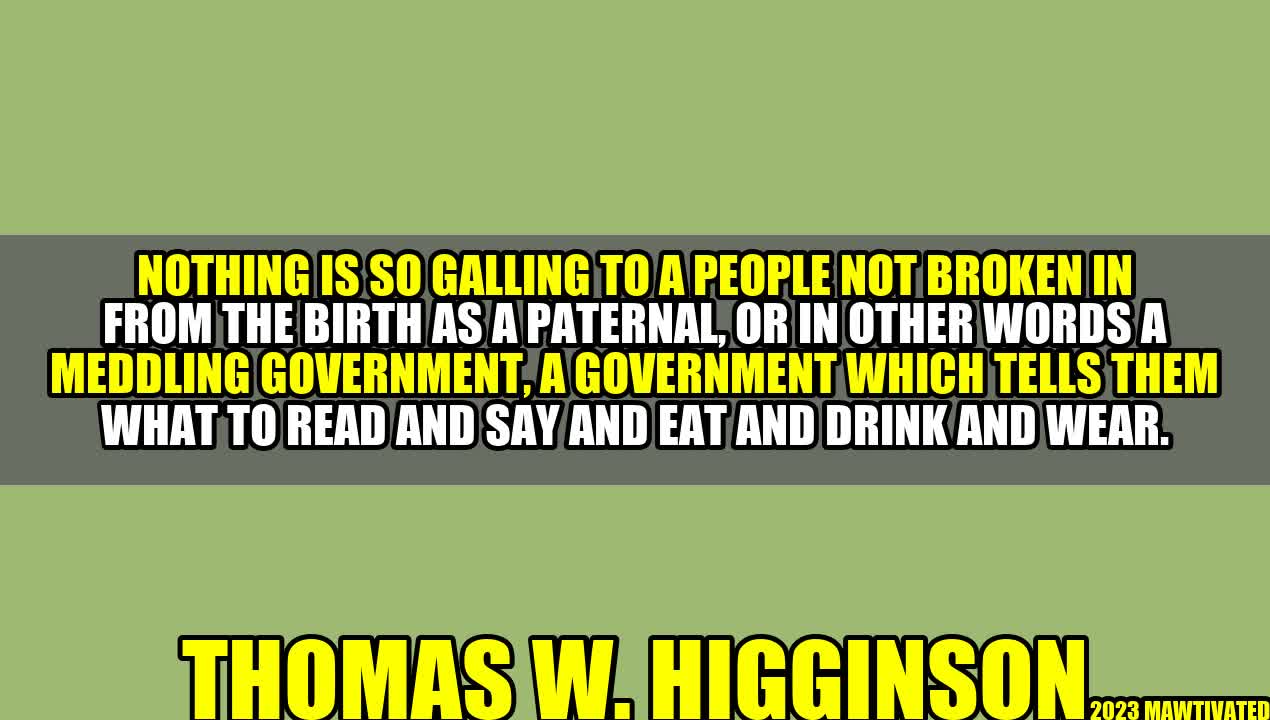 NOTHING IS SO GALLING TO A PEOPLE NOT BROKEN IN
FROM THE BIRTH AS A PATERNAL, OR IN OTHER WORDS A
MEDDLING GOVERNMENT, A GOVERNMENT WHICH TELLS THEM
WHAT TO READ AND SAY AND EAT AND DRINK AND WEAR.
THOMAS W. HIGGINSON
2023 MAWTIVATED